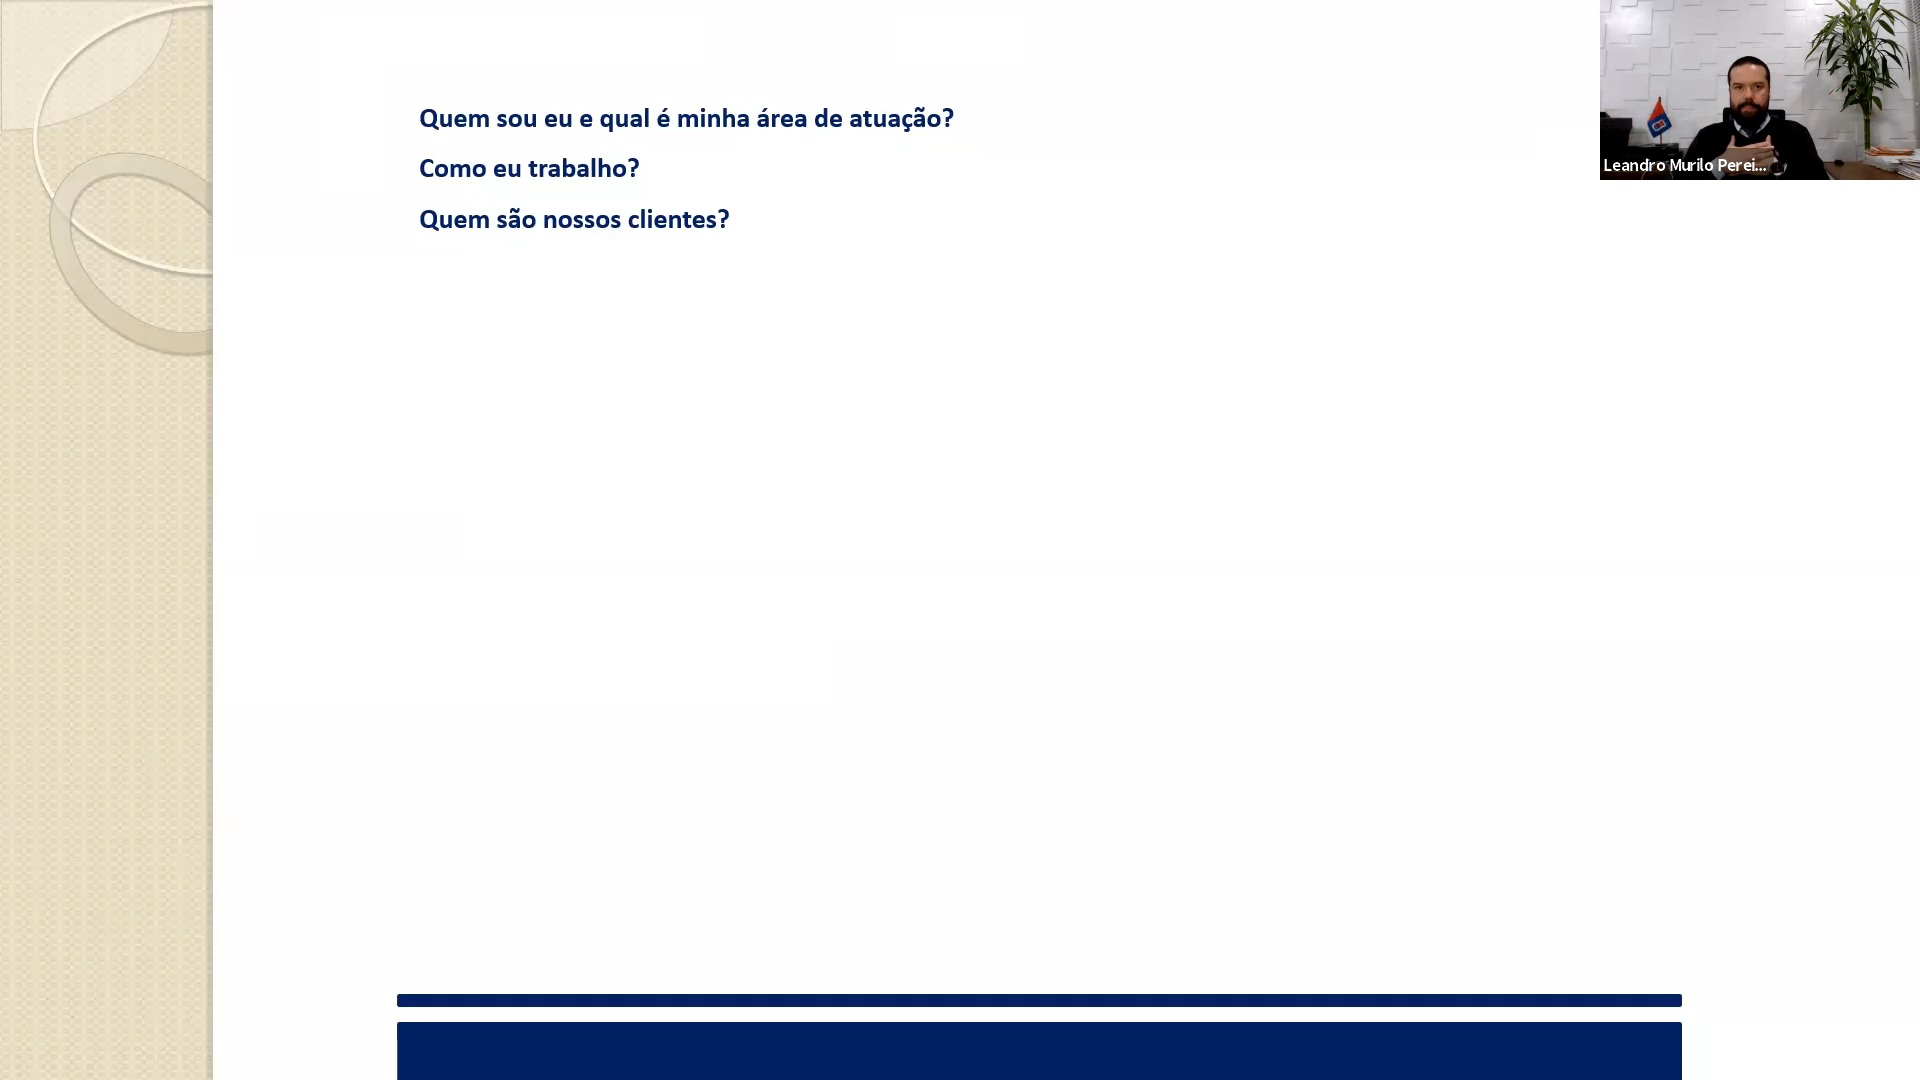 Quem sou eu e qual é minha área de atuação?
Como eu trabalho?
Quem são nossos clientes?
Leandro Murilo Perei...